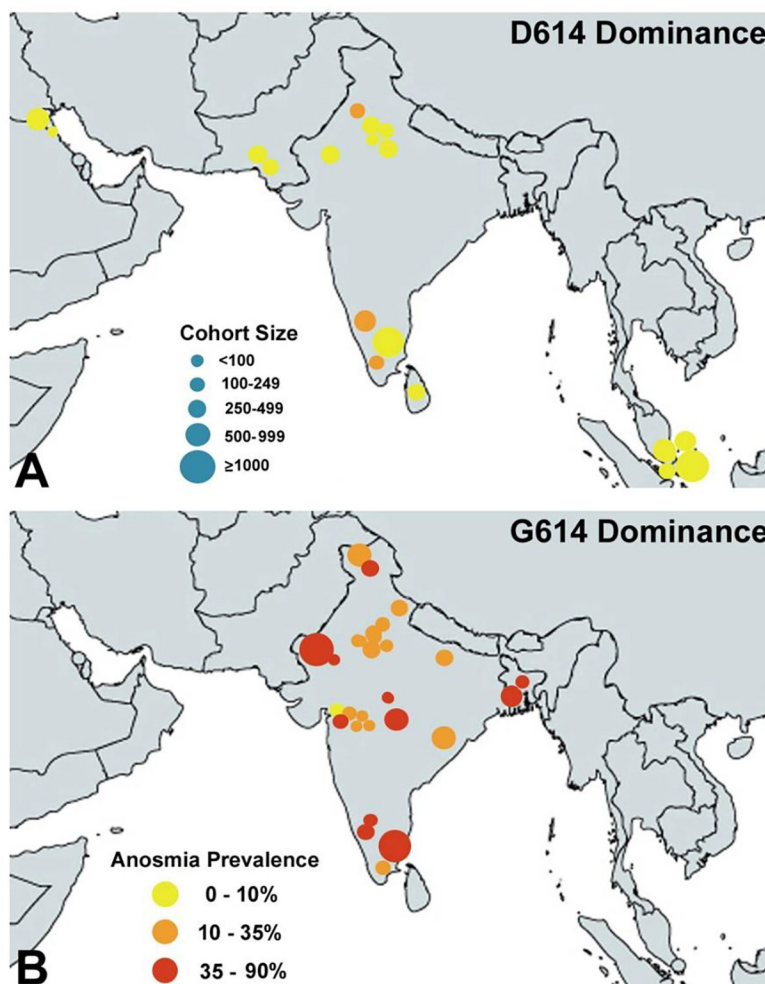 D614 Dominance
Cohort Size
<100
100-249
250-499
500-999
≥1000
A
G614 Dominance
Anosmia Prevalence
0 - 10%
10 - 35%
35 - 90%
B